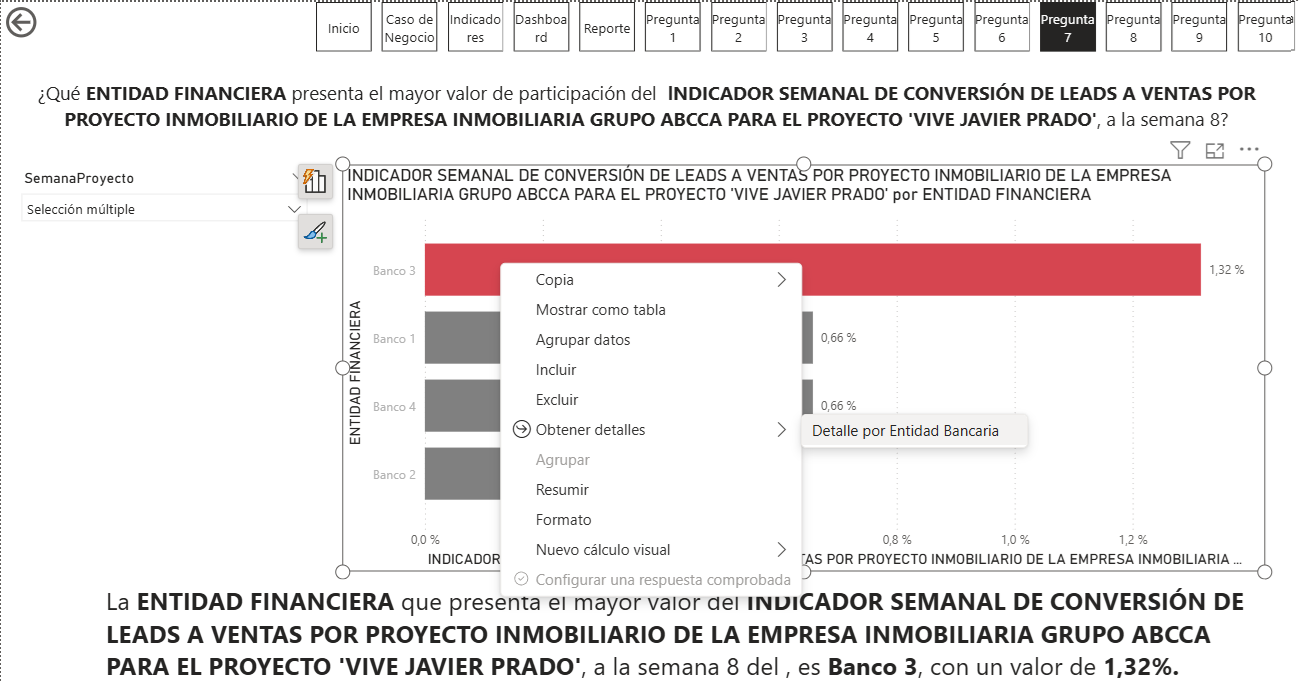 Inicio
Caso de
Negocio
Indicado
res
Dashboa
rd
Reporte
Pregunta
1
Pregunta
2
Pregunta
3
Pregunta
4
Pregunta
5
Pregunta
6
Pregunta
7
Pregunta
8
Pregunta
9
Pregunta
10
¿Qué ENTIDAD FINANCIERA presenta el mayor valor de participación del INDICADOR SEMANAL DE CONVERSIÓN DE LEADS A VENTAS POR
PROYECTO INMOBILIARIO DE LA EMPRESA INMOBILIARIA GRUPO ABCCA PARA EL PROYECTO 'VIVE JAVIER PRADO', a la semana 8?
SemanaProyecto
Selección múltiple
INDICADOR SEMANAL DE CONVERSIÓN DE LEADS A VENTAS POR PROYECTO INMOBILIARIO DE LA EMPRESA
INMOBILIARIA GRUPO ABCCA PARA EL PROYECTO 'VIVE JAVIER PRADO' por ENTIDAD FINANCIERA
ENTIDAD FINANCIERA
Banco 3
1,32 %
Banco 1
0,66 %
Banco 4
0,66 %
Banco 2
Copia
Mostrar como tabla
Agrupar datos
Incluir
Excluir
Obtener detalles
Detalle por Entidad Bancaria
Agrupar
Resumir
Formato
Nuevo cálculo visual
Configurar una respuesta comprobada
0,0 %
0,8 %
1,0 %
1,2 %
INDICADOR
TAS POR PROYECTO INMOBILIARIO DE LA EMPRESA INMOBILIARIA ...
La ENTIDAD FINANCIERA que presenta el mayor valor del INDICADOR SEMANAL DE CONVERSIÓN DE
LEADS A VENTAS POR PROYECTO INMOBILIARIO DE LA EMPRESA INMOBILIARIA GRUPO ABCCA
PARA EL PROYECTO 'VIVE JAVIER PRADO', a la semana 8 del , es Banco 3, con un valor de 1,32%.